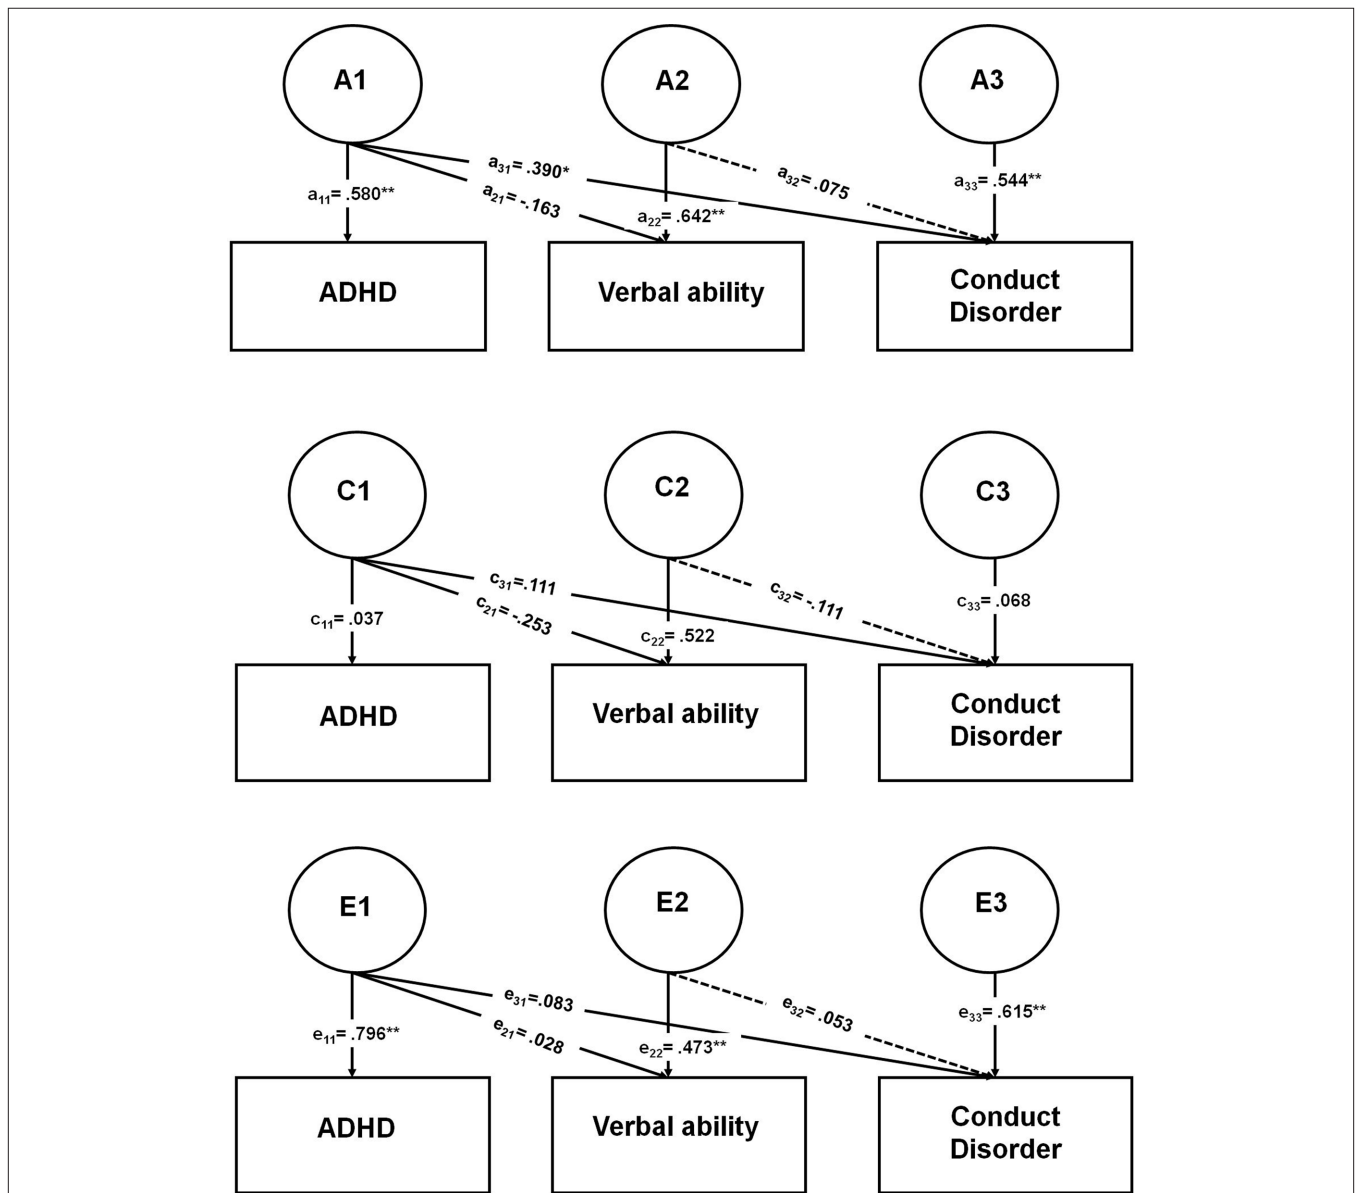 A1 A2 A3
a31= .390*
a32= .075
a11= .580**
a21= -.163
a22= .642**
a33= .544**
ADHD
Verbal ability
Conduct
Disorder
C1 C2 C3
c31=.111
c32= -.111
c11= .037
c21= -.253
c22= .522
c33= .068
ADHD
Verbal ability
Conduct
Disorder
E1 E2 E3
e31=.083
e32= .053
e11= .796**
e21= .028
e22= .473**
e33= .615**
ADHD
Verbal ability
Conduct
Disorder